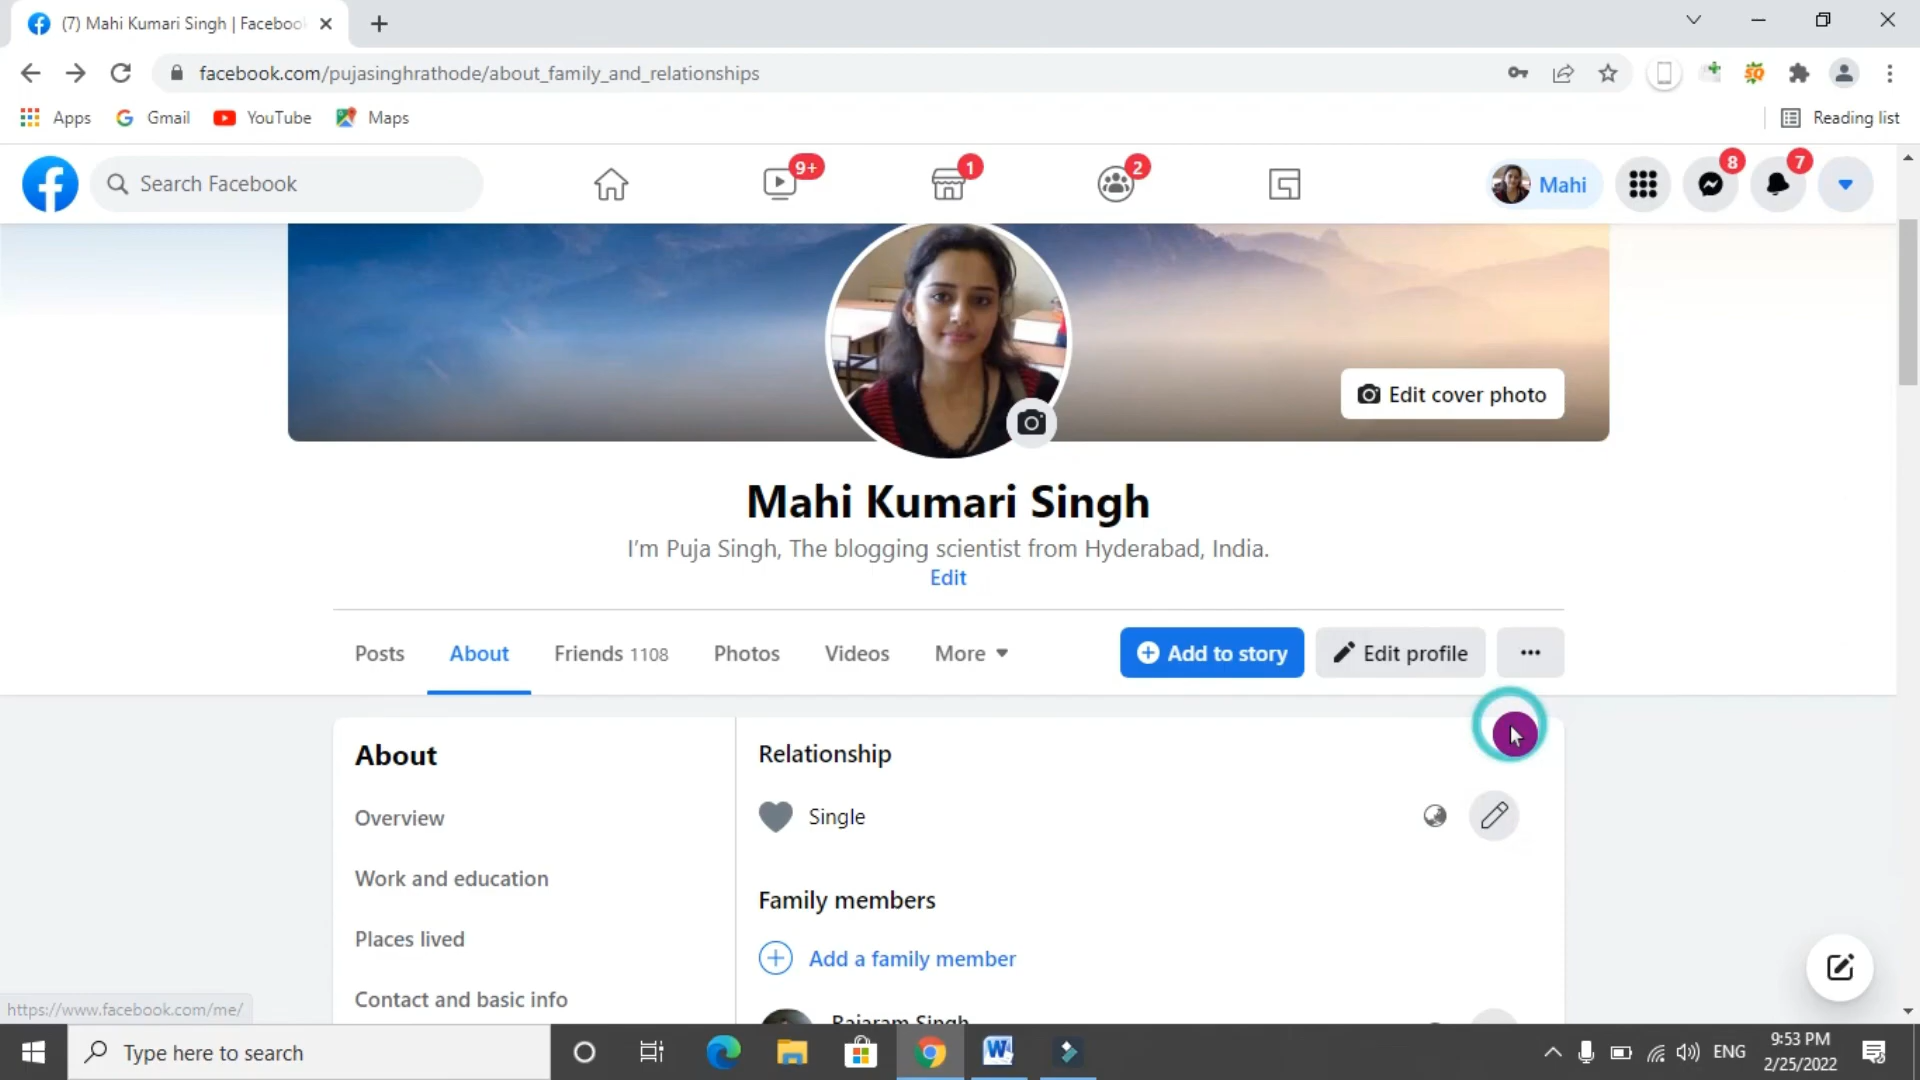 (7) Mahi Kumari Singh | Faceboo
facebook.com/pujasinghrathode/about_family_and_relationships
Apps Gmail YouTube Maps Reading list
Search Facebook 9+ 1 2 Mahi 8 7
Edit cover photo
Mahi Kumari Singh
I'm Puja Singh, The blogging scientist from Hyderabad, India.
Edit
Posts About Friends 1108 Photos Videos More Add to story Edit profile
About
Overview
Work and education
Places lived
Contact and basic info
Relationship
Single
Family members
Add a family member
Rajaram Singh
https://www.facebook.com/me/
Type here to search
ENG
9:53 PM
2/25/2022